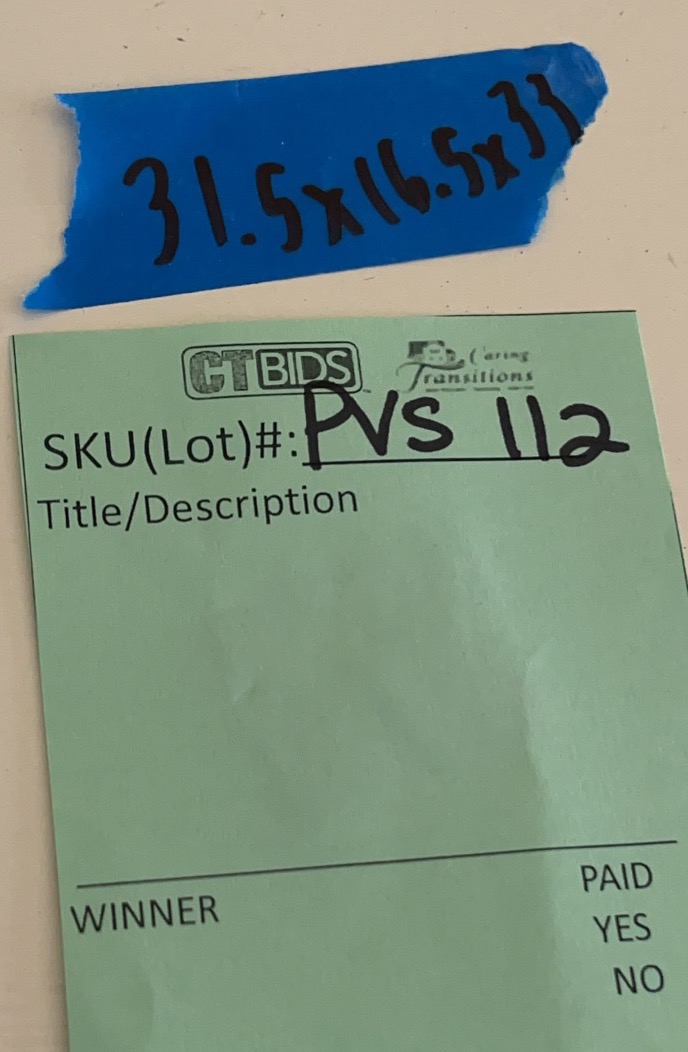 31.5x16.5x33
CTBIDS Caring Transitions
SKU(Lot)#: PVS 112
Title/Description
WINNER PAID
YES
NO